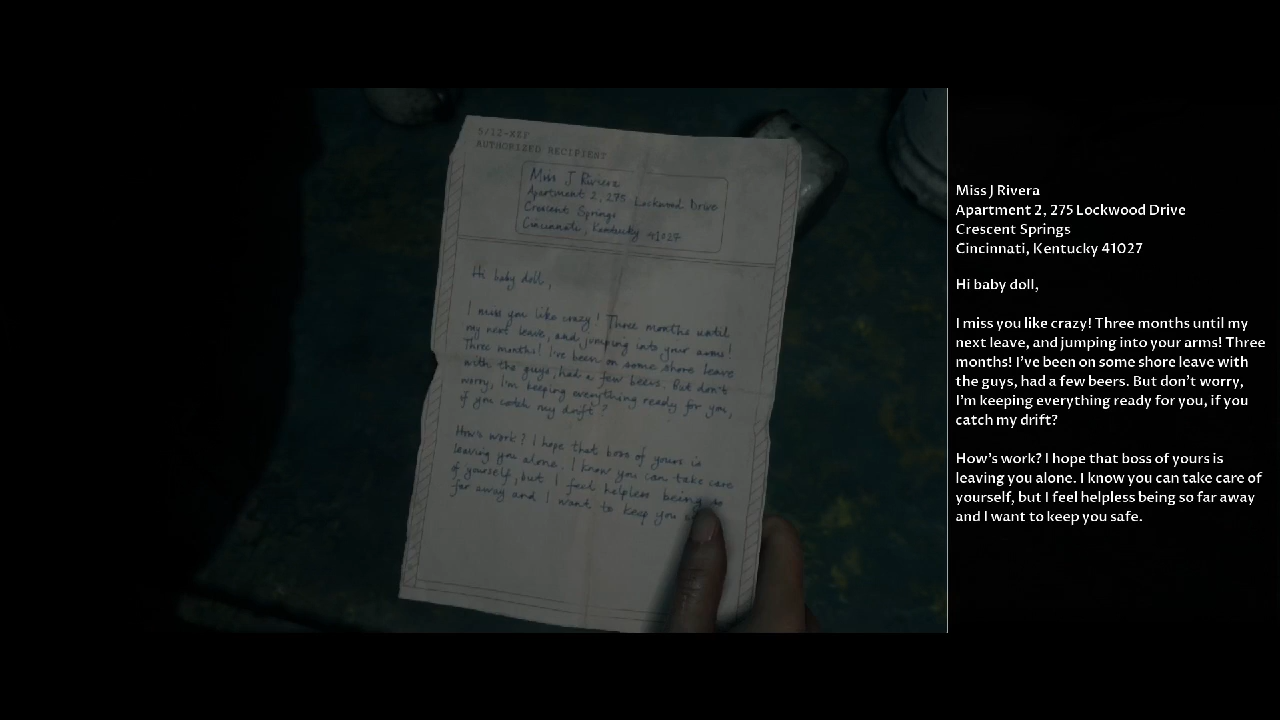 5/12-XZF
AUTHORIZED RECIPIENT
Miss J Riviera
Apartment 2, 275 Lockwood Drive
Crescent Springs
Cincinnati, Kentucky 41027
Hi baby doll,
I miss you like crazy! Three months until
my next leave, and jumping into your arms!
Three months! I've been on some shore leave
with the guys, had a few beers. But don't
worry, I'm keeping everything ready for you,
if you catch my drift?
How's work? I hope that boss of yours is
leaving you alone. I know you can take care
of yourself, but I feel helpless being so
far away and I want to keep you
Miss J Rivera
Apartment 2, 275 Lockwood Drive
Crescent Springs
Cincinnati, Kentucky 41027
Hi baby doll,
I miss you like crazy! Three months until my
next leave, and jumping into your arms! Three
months! I've been on some shore leave with
the guys, had a few beers. But don't worry,
I'm keeping everything ready for you, if you
catch my drift?
How's work? I hope that boss of yours is
leaving you alone. I know you can take care of
yourself, but I feel helpless being so far away
and I want to keep you safe.